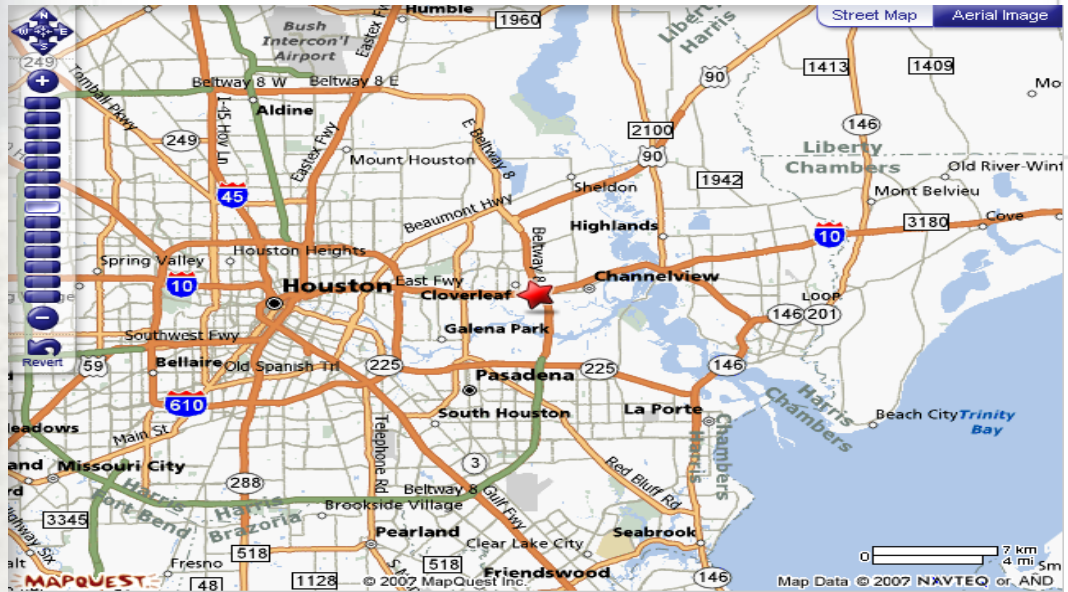 Humble
1960
Street Map
Aerial Image
N
W
E
S
249
Bush
Intercon'l
Airport
Eastex Fwy
Liberty
Harris
90
1413
1409
Tomball Pkwy
Beltway 8 W
Beltway 8 E
Aldine
I-45 Hov Ln
249
Eastex Fwy
E Beltway 8
Mount Houston
2100
90
146
Liberty
Chambers
Old River-Winf
1942
Mont Belvieu
Sheldon
45
Beaumont Hwy
Highlands
3180
Cove
10
Beltway 8
Houston Heights
Spring Valley
10
Houston
East Fwy
Cloverleaf
Channelview
LOOP
146
201
Galena Park
Southwest Fwy
Revert
59
Bellaire
Old Spanish Trl
225
225
146
Pasadena
610
South Houston
La Porte
Harris
Chambers
Beach City
Trinity
Bay
Main St
Telephone Rd
Harris
Chambers
Missouri City
3
Red Bluff Rd
288
Beltway 8
Gulf Fwy
Harris
Fort Bend
Harris
Brazoria
Brookside Village
3345
Pearland
Clear Lake City
Seabrook
518
518
Fresno
Friendswood
146
0
7 km
4 mi
MAPQUEST
48
1128
© 2007 MapQuest Inc.
Map Data © 2007 NAVTEQ or AND